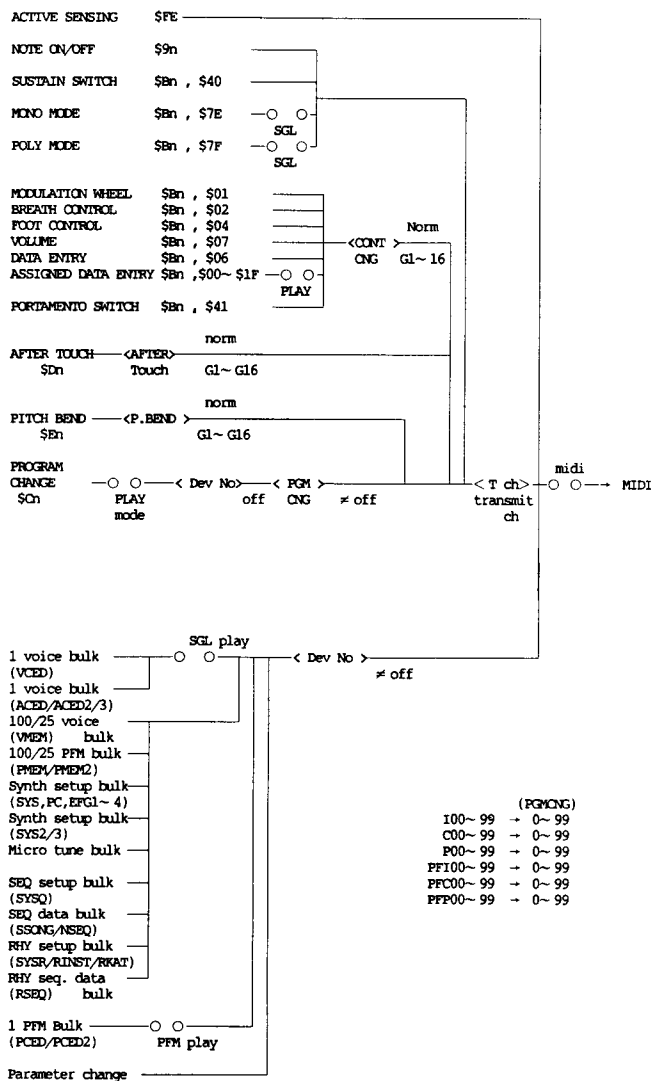 ACTIVE SENSING $FE
NOTE ON/OFF $9n
SUSTAIN SWITCH $Bn , $40
MONO MODE $Bn , $7E
SGL
POLY MODE $Bn , $7F
SGL
MODULATION WHEEL $Bn , $01
BREATH CONTROL $Bn , $02
FOOT CONTROL $Bn , $04 Norm
VOLUME $Bn , $07 <CONT >
DATA ENTRY $Bn , $06 CNG G1~ 16
ASSIGNED DATA ENTRY $Bn ,$00~ $1F
PLAY
PORTAMENTO SWITCH $Bn , $41
norm
AFTER TOUCH <AFTER>
$Dn Touch G1~ G16
norm
PITCH BEND <P.BEND >
$En G1~ G16
PROGRAM midi
CHANGE < Dev No> < PGM > < T ch> → MIDI
$Cn PLAY off CNG ≠ off transmit
mode ch
SGL play
1 voice bulk < Dev No >
(VCED) ≠ off
1 voice bulk
(ACED/ACED2/3)
100/25 voice
(VMEM) bulk
100/25 PFM bulk
(PMEM/PMEM2)
Synth setup bulk
(SYS,PC,EFG1~ 4) (PGMCNG)
Synth setup bulk I00~ 99 → 0~ 99
(SYS2/3) C00~ 99 → 0~ 99
Micro tune bulk P00~ 99 → 0~ 99
PFI00~ 99 → 0~ 99
SEQ setup bulk PFC00~ 99 → 0~ 99
(SYSQ) PFP00~ 99 → 0~ 99
SEQ data bulk
(SSONG/NSEQ)
RHY setup bulk
(SYSR/RINST/RKAT)
RHY seq. data
(RSEQ) bulk
1 PFM Bulk
(PCED/PCED2) PFM play
Parameter change